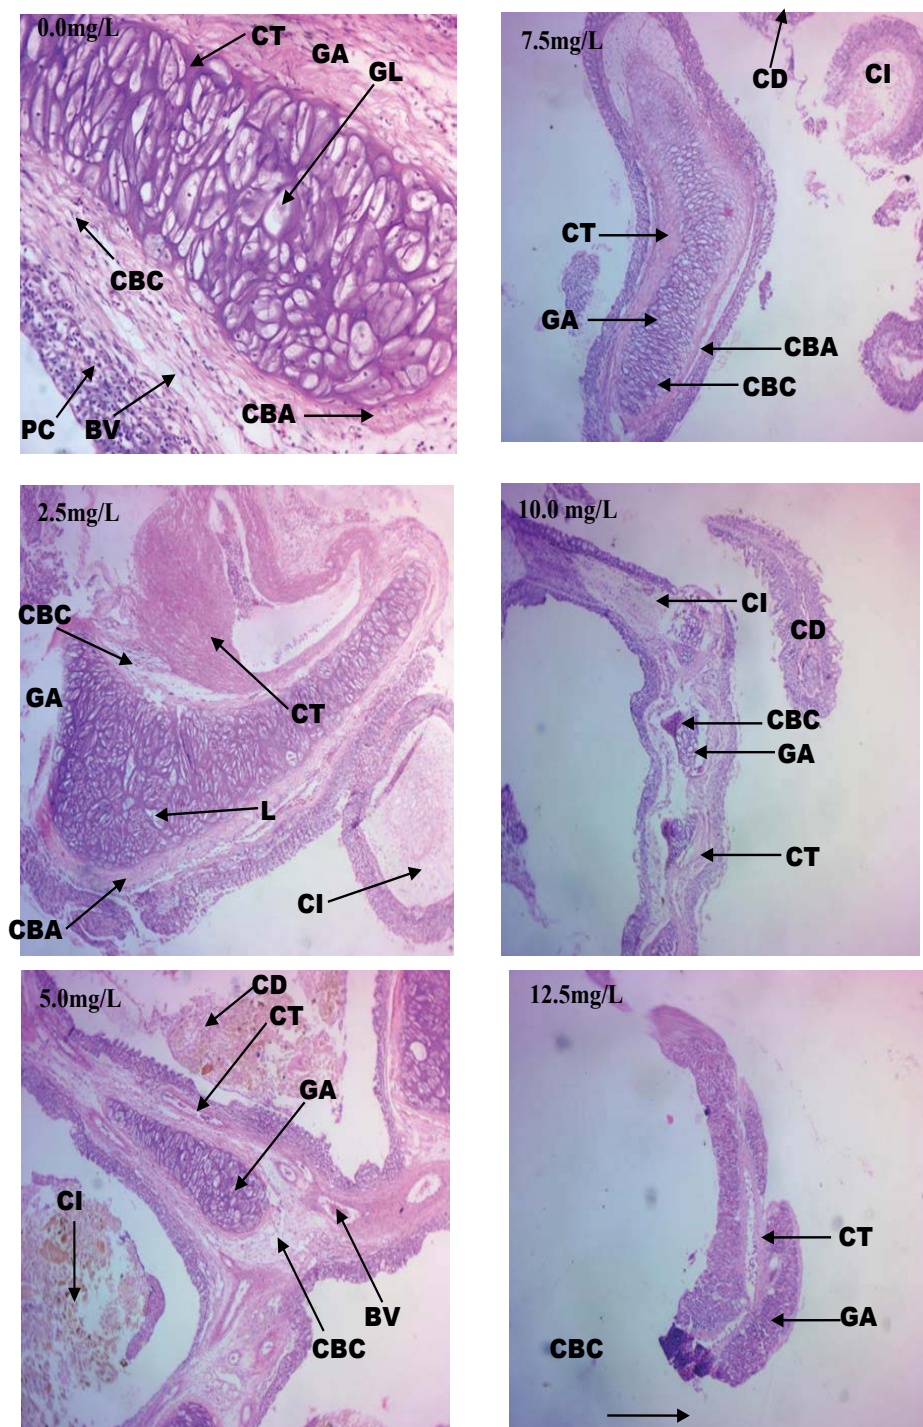 0.0mg/L
CT
GA
GL
CBC
CBA
PC
BV
7.5mg/L
CD
CI
CT
GA
CBA
CBC
2.5mg/L
CBC
GA
CT
L
CI
CBA
10.0 mg/L
CI
CD
CBC
GA
CT
5.0mg/L
CD
CT
GA
CI
BV
CBC
12.5mg/L
CT
GA
CBC